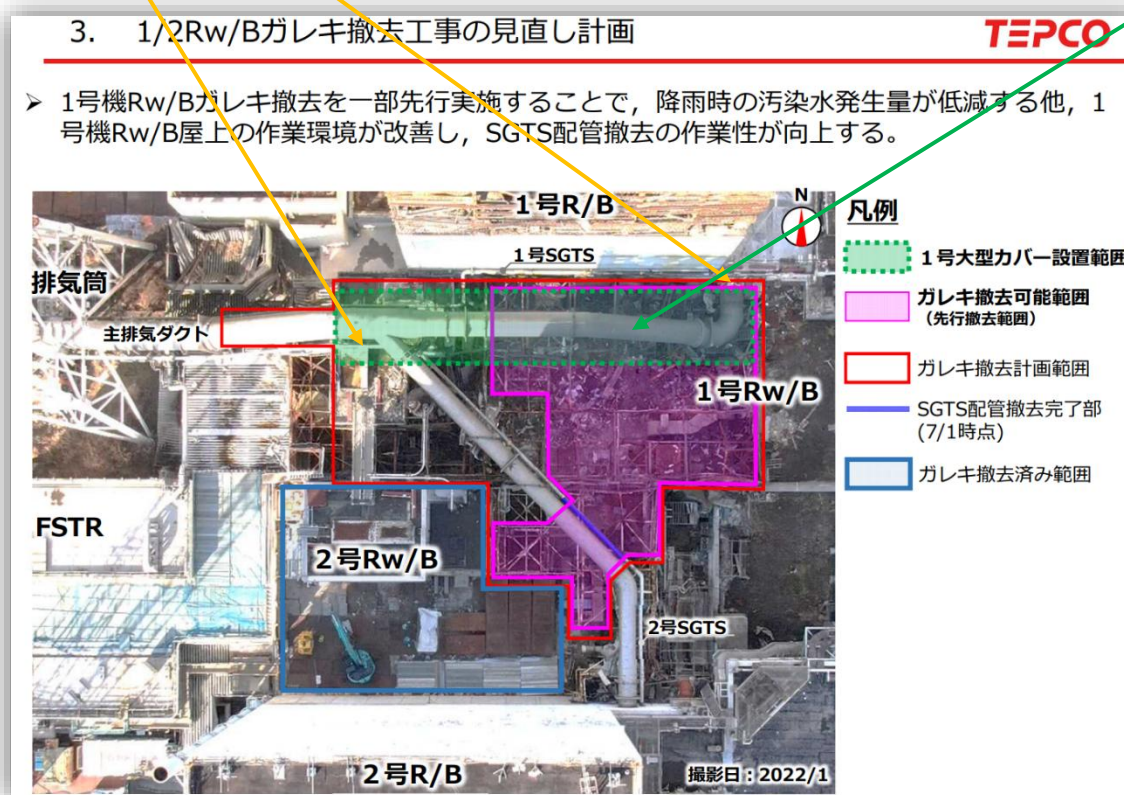 3. 1/2Rw/Bガレキ撤去工事の見直し計画
TEPCO
➢ 1号機Rw/Bガレキ撤去を一部先行実施することで，降雨時の汚染水発生量が低減する他，1
号機Rw/B屋上の作業環境が改善し，SGTS配管撤去の作業性が向上する。
1号R/B
N
1号SGTS
排気筒
主排気ダクト
1号Rw/B
FSTR
2号Rw/B
2号SGTS
2号R/B
撮影日：2022/1
凡例
1号大型カバー設置範囲
ガレキ撤去可能範囲
（先行撤去範囲）
ガレキ撤去計画範囲
SGTS配管撤去完了部
(7/1時点)
ガレキ撤去済み範囲